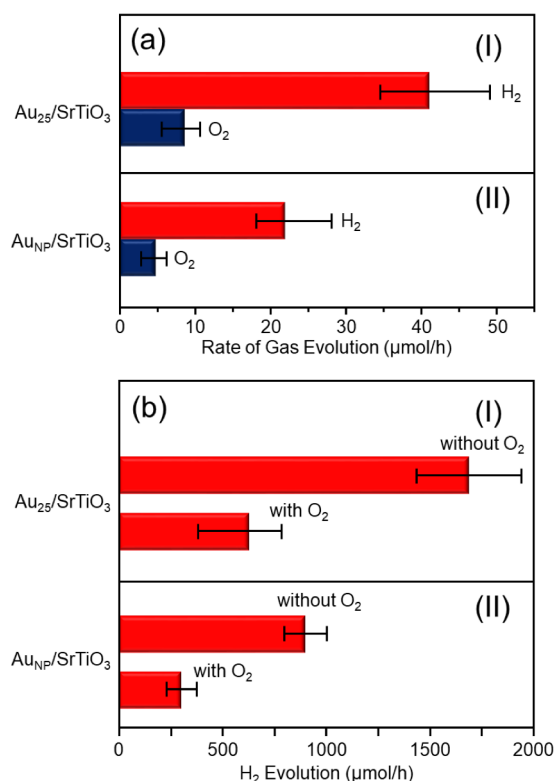 (a)
(I)
Au₂₅/SrTiO₃
H₂
O₂
(II)
Au_NP/SrTiO₃
H₂
O₂
0 10 20 30 40 50
Rate of Gas Evolution (μmol/h)
(b)
(I)
without O₂
Au₂₅/SrTiO₃
with O₂
(II)
without O₂
Au_NP/SrTiO₃
with O₂
0 500 1000 1500 2000
H₂ Evolution (μmol/h)